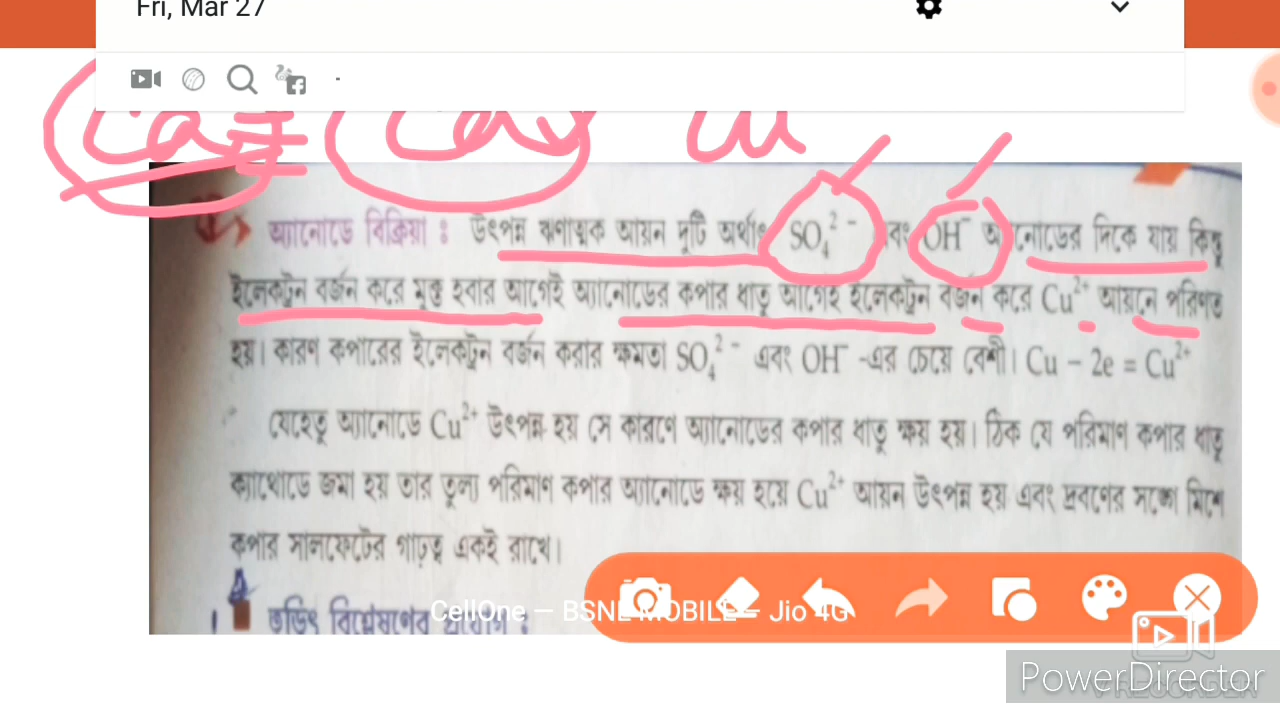 Fri, Mar 27
অ্যানোডে বিক্রিয়া : উৎপন্ন ঋণাত্মক আয়ন দুটি অর্থাৎ SO₄²⁻ এবং OH⁻ অ্যানোডের দিকে যায় কিন্তু
ইলেকট্রন বর্জন করে মুক্ত হবার আগেই অ্যানোডের কপার ধাতু আগেই ইলেকট্রন বর্জন করে Cu²⁺ আয়নে পরিণত
হয়। কারণ কপারের ইলেকট্রন বর্জন করার ক্ষমতা SO₄²⁻ এবং OH⁻ -এর চেয়ে বেশী। Cu – 2e = Cu²⁺
যেহেতু অ্যানোডে Cu²⁺ উৎপন্ন হয় সে কারণে অ্যানোডের কপার ধাতু ক্ষয় হয়। ঠিক যে পরিমাণ কপার ধাতু
ক্যাথোডে জমা হয় তার তুল্য পরিমাণ কপার অ্যানোডে ক্ষয় হয়ে Cu²⁺ আয়ন উৎপন্ন হয় এবং দ্রবণের সঙ্গে মিশে
কপার সালফেটের গাঢ়ত্ব একই রাখে।
তড়িৎ বিশ্লেষণের প্রয়োগ :
CellOne — BSNL MOBILE — Jio 4G
PowerDirector